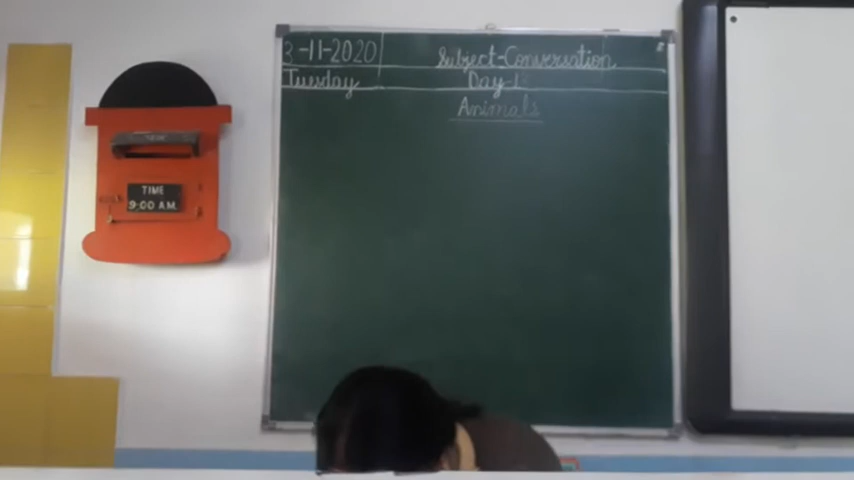 3-11-2020
Subject-Conversation
Tuesday
Day-1
Animals
TIME
9:00 A.M.